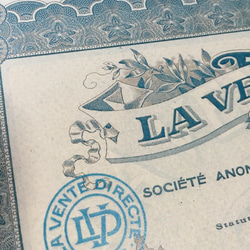 LA VE
SOCIÉTÉ ANON
Statu
LA VENTE DIRECTE
VD